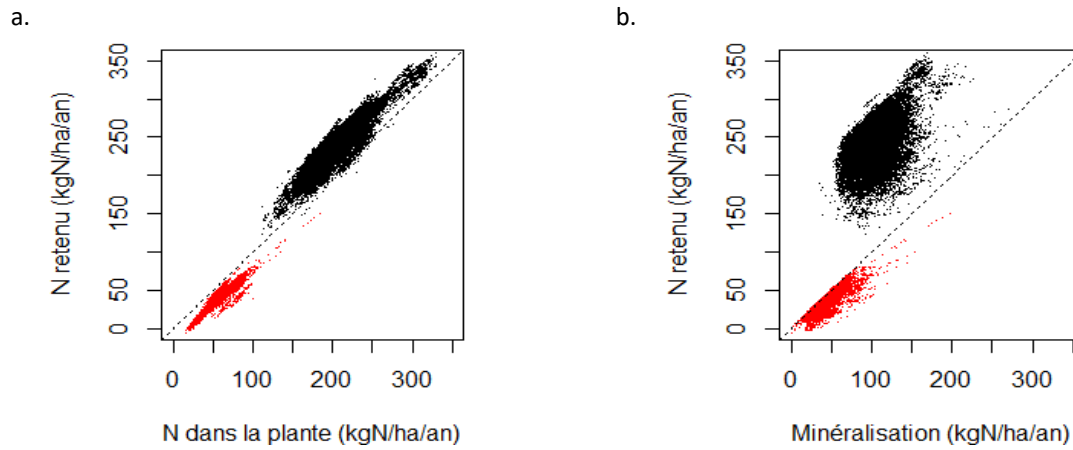 a.
N retenu (kgN/ha/an)
350
250
150
50
0
0 100 200 300
N dans la plante (kgN/ha/an)
b.
N retenu (kgN/ha/an)
350
250
150
50
0
0 100 200 300
Minéralisation (kgN/ha/an)